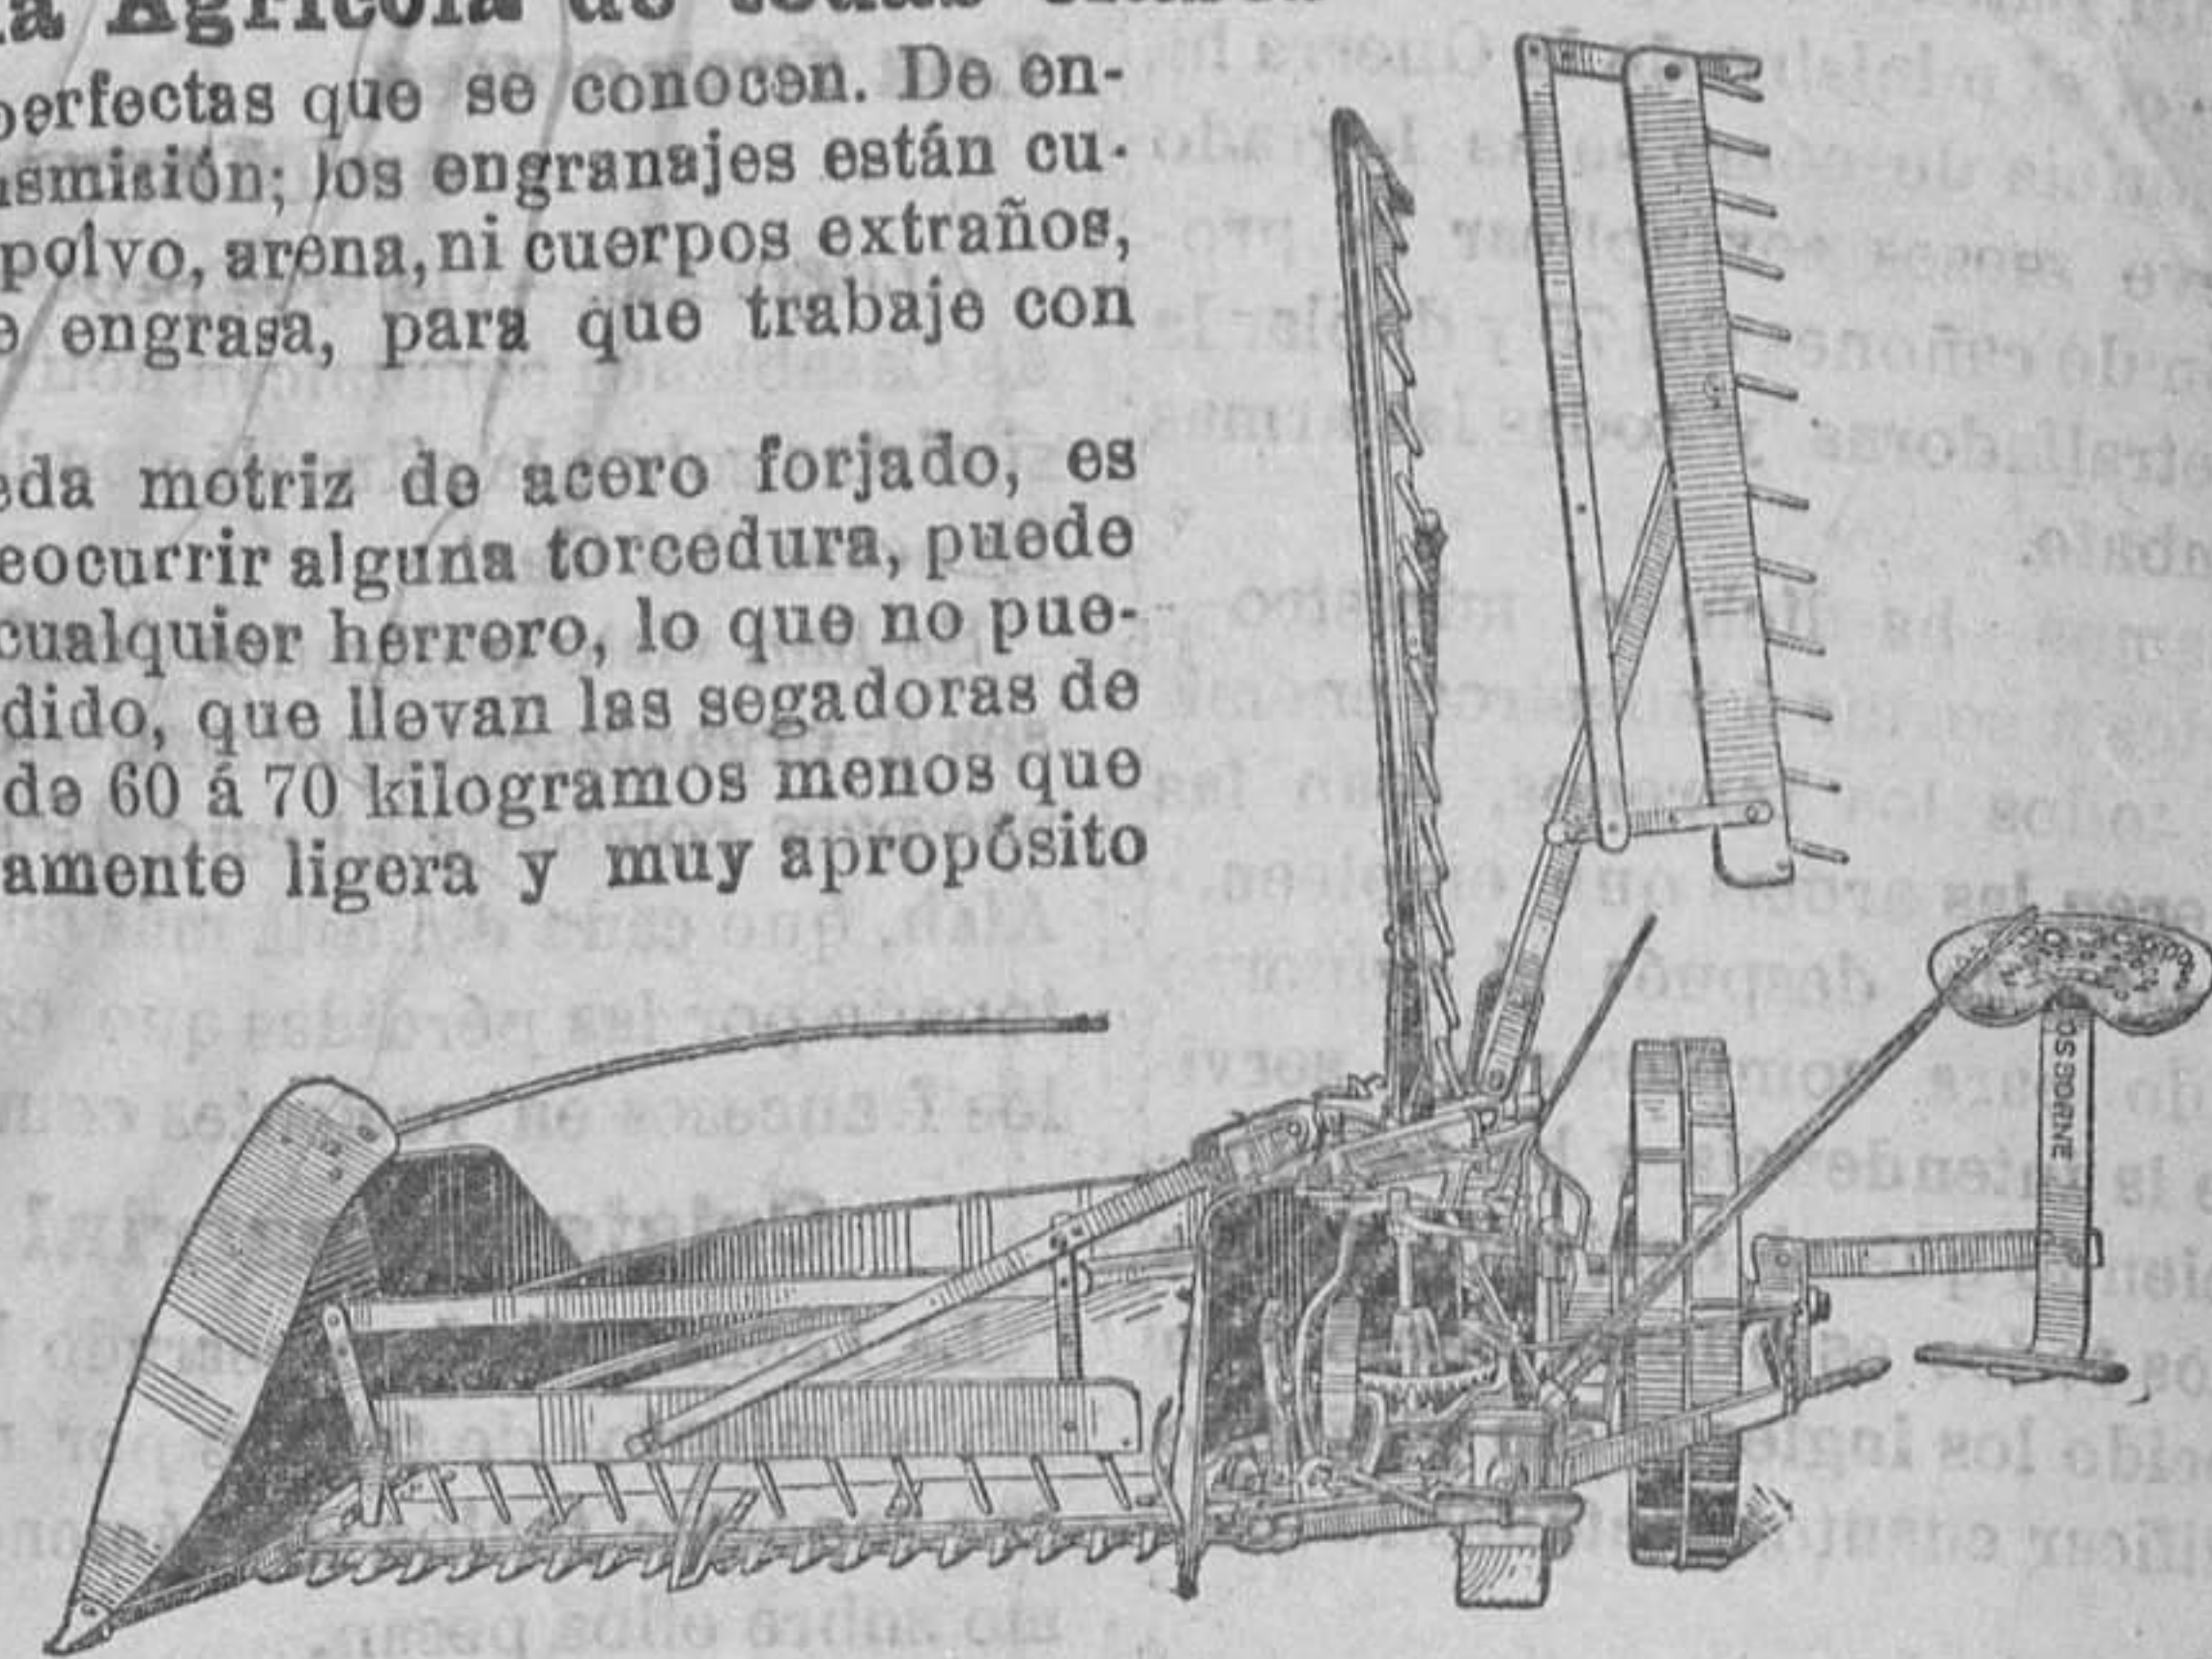 Agrícola de todas clases
perfectas que se conocen. De en-
smisión; los engranajes están cu-
polvo, arena, ni cuerpos extraños,
e engrasa, para que trabaje con
eda motriz de acero forjado, es
eocurrir alguna torcedura, puede
cualquier herrero, lo que no pue-
dido, que llevan las segadoras de
de 60 á 70 kilogramos menos que
amente ligera y muy apropósito
OSBORNE